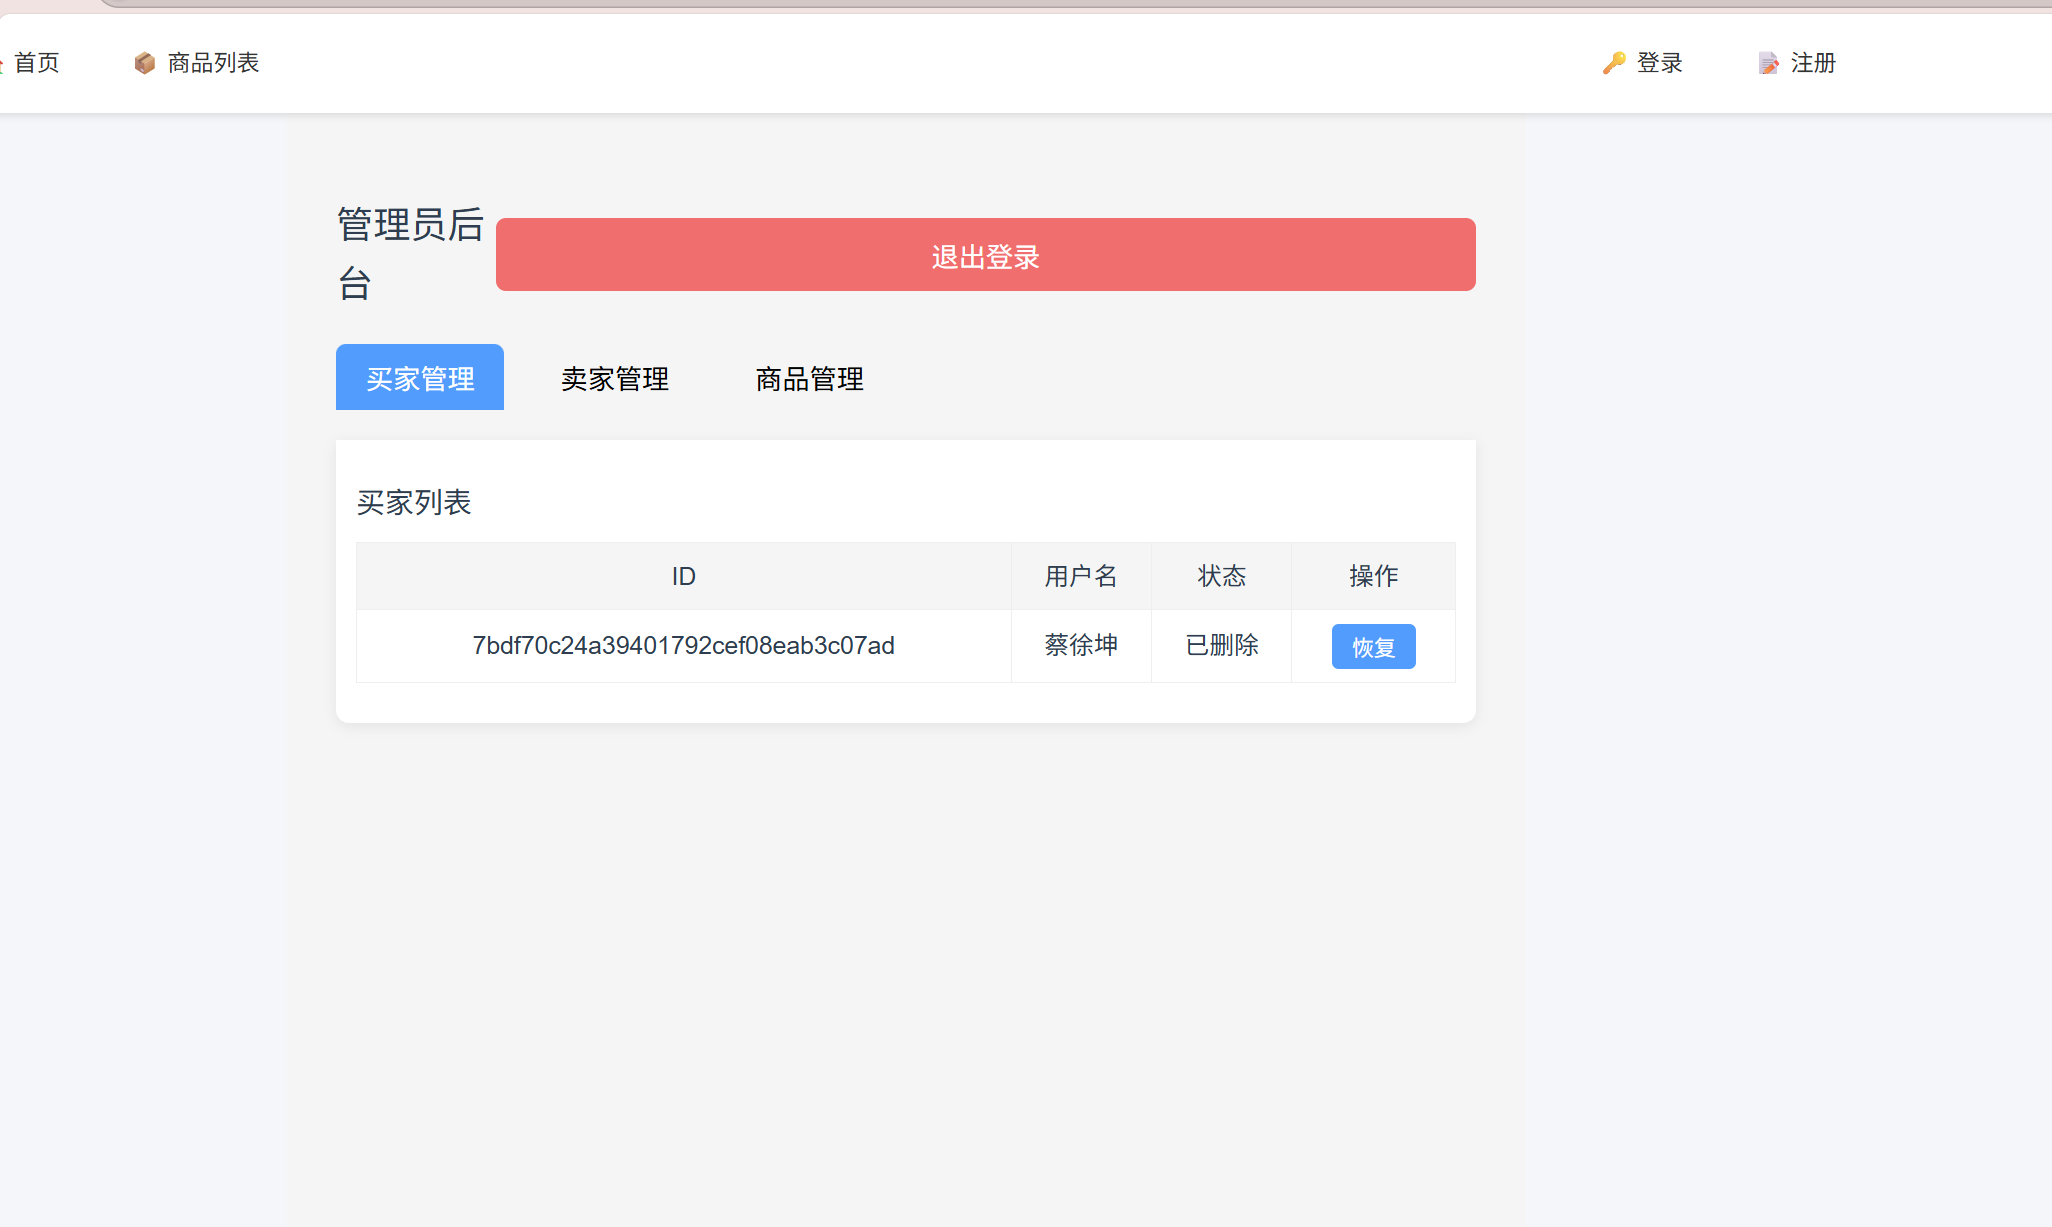 首页 商品列表 登录 注册
管理员后台
退出登录
买家管理 卖家管理 商品管理
买家列表
ID 用户名 状态 操作
7bdf70c24a39401792cef08eab3c07ad 蔡徐坤 已删除 恢复